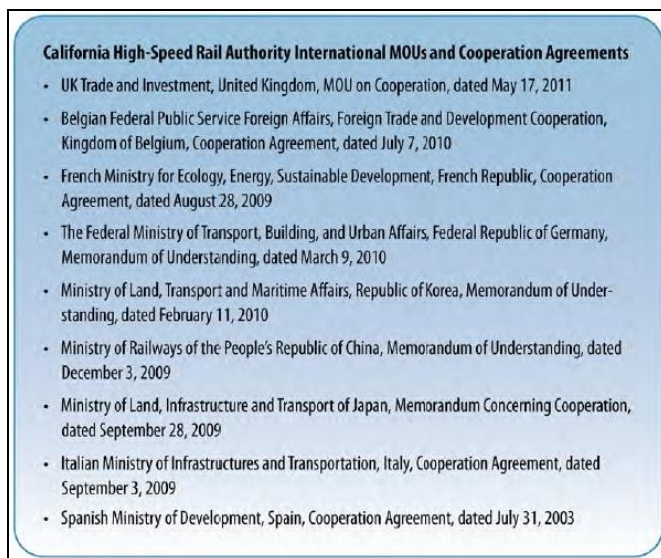 California High-Speed Rail Authority International MOUs and Cooperation Agreements
• UK Trade and Investment, United Kingdom, MOU on Cooperation, dated May 17, 2011
• Belgian Federal Public Service Foreign Affairs, Foreign Trade and Development Cooperation,
Kingdom of Belgium, Cooperation Agreement, dated July 7, 2010
• French Ministry for Ecology, Energy, Sustainable Development, French Republic, Cooperation
Agreement, dated August 28, 2009
• The Federal Ministry of Transport, Building, and Urban Affairs, Federal Republic of Germany,
Memorandum of Understanding, dated March 9, 2010
• Ministry of Land, Transport and Maritime Affairs, Republic of Korea, Memorandum of Under-
standing, dated February 11, 2010
• Ministry of Railways of the People's Republic of China, Memorandum of Understanding, dated
December 3, 2009
• Ministry of Land, Infrastructure and Transport of Japan, Memorandum Concerning Cooperation,
dated September 28, 2009
• Italian Ministry of Infrastructures and Transportation, Italy, Cooperation Agreement, dated
September 3, 2009
• Spanish Ministry of Development, Spain, Cooperation Agreement, dated July 31, 2003